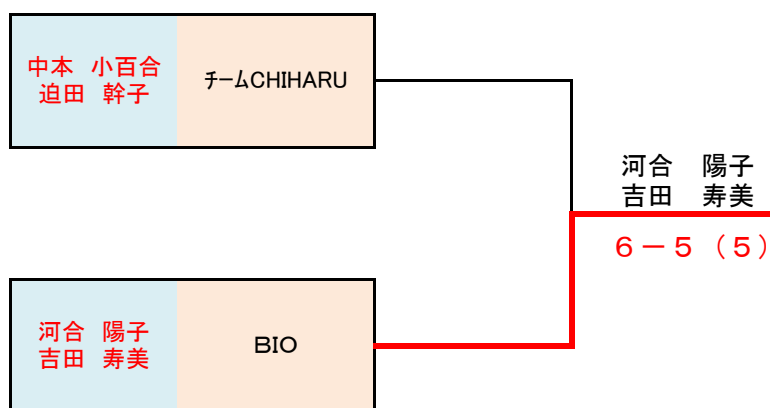 中本　小百合
迫田　幹子
ﾁｰﾑCHIHARU
河合　陽子
吉田　寿美
６－５（５）
河合　陽子
吉田　寿美
BIO